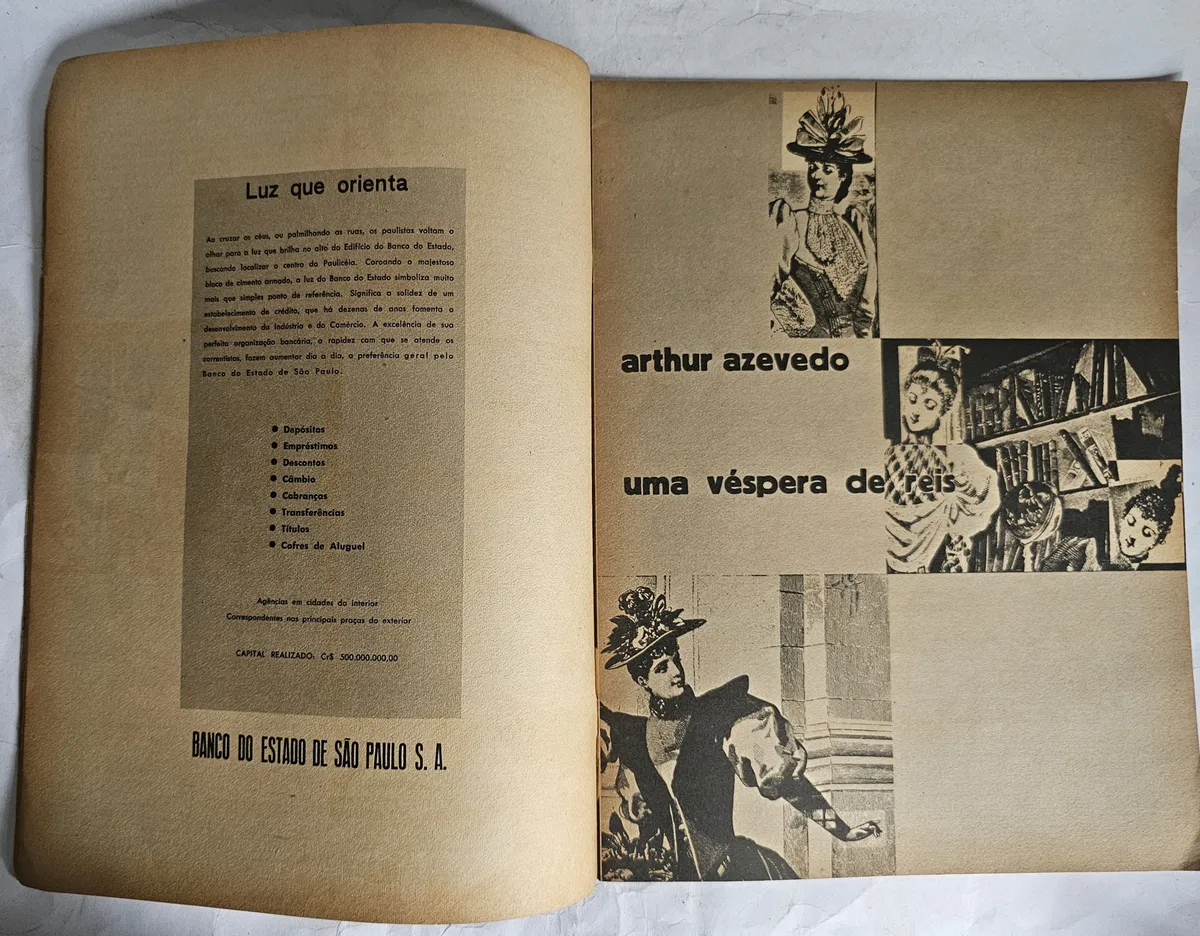 Luz que orienta
Ao cruzar os céus, ou palmilhando as ruas, os paulistas voltam o
olhar para a luz que brilha no alto do Edifício do Banco do Estado,
buscando localizar o centro da Paulicéia. Coroando o majestoso
bloco de cimento armado, a luz do Banco do Estado simboliza muito
mais que simples ponto de referência. Significa a solidez de um
estabelecimento de crédito, que há dezenas de anos fomenta o
desenvolvimento da Indústria e do Comércio. A excelência de sua
perfeita organização bancária, a rapidez com que se atende os
correntistas, fazem aumentar dia a dia, a preferência geral pelo
Banco do Estado de São Paulo.
● Depósitos
● Empréstimos
● Descontos
● Câmbio
● Cobranças
● Transferências
● Títulos
● Cofres de Aluguel
Agências em cidades do interior
Correspondentes nas principais praças do exterior
CAPITAL REALIZADO: Cr$ 500.000.000,00
BANCO DO ESTADO DE SÃO PAULO S. A.
arthur azevedo
uma véspera de reis